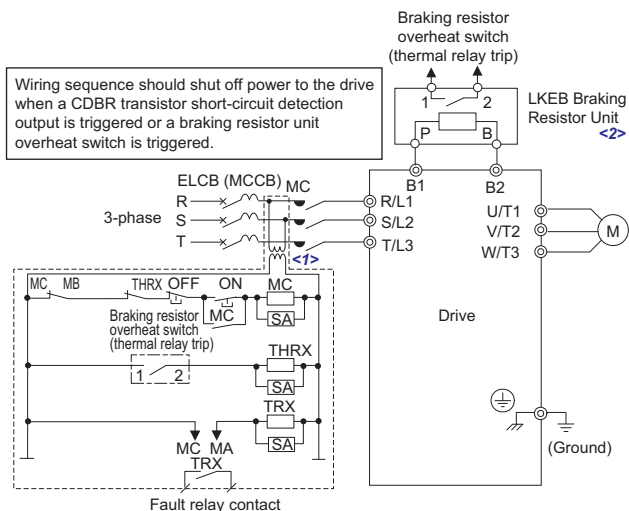 Braking resistor
overheat switch
(thermal relay trip)
Wiring sequence should shut off power to the drive
when a CDBR transistor short-circuit detection
output is triggered or a braking resistor unit
overheat switch is triggered.
1 2
P B
LKEB Braking
Resistor Unit
<2>
B1 B2
ELCB (MCCB) MC
3-phase
R
S
T
R/L1
S/L2
T/L3
<1>
U/T1
V/T2
W/T3
M
Drive
MC MB THRX OFF ON MC
MC
SA
Braking resistor
overheat switch
(thermal relay trip)
1 2
THRX
SA
TRX
SA
MC MA
TRX
Fault relay contact
(Ground)